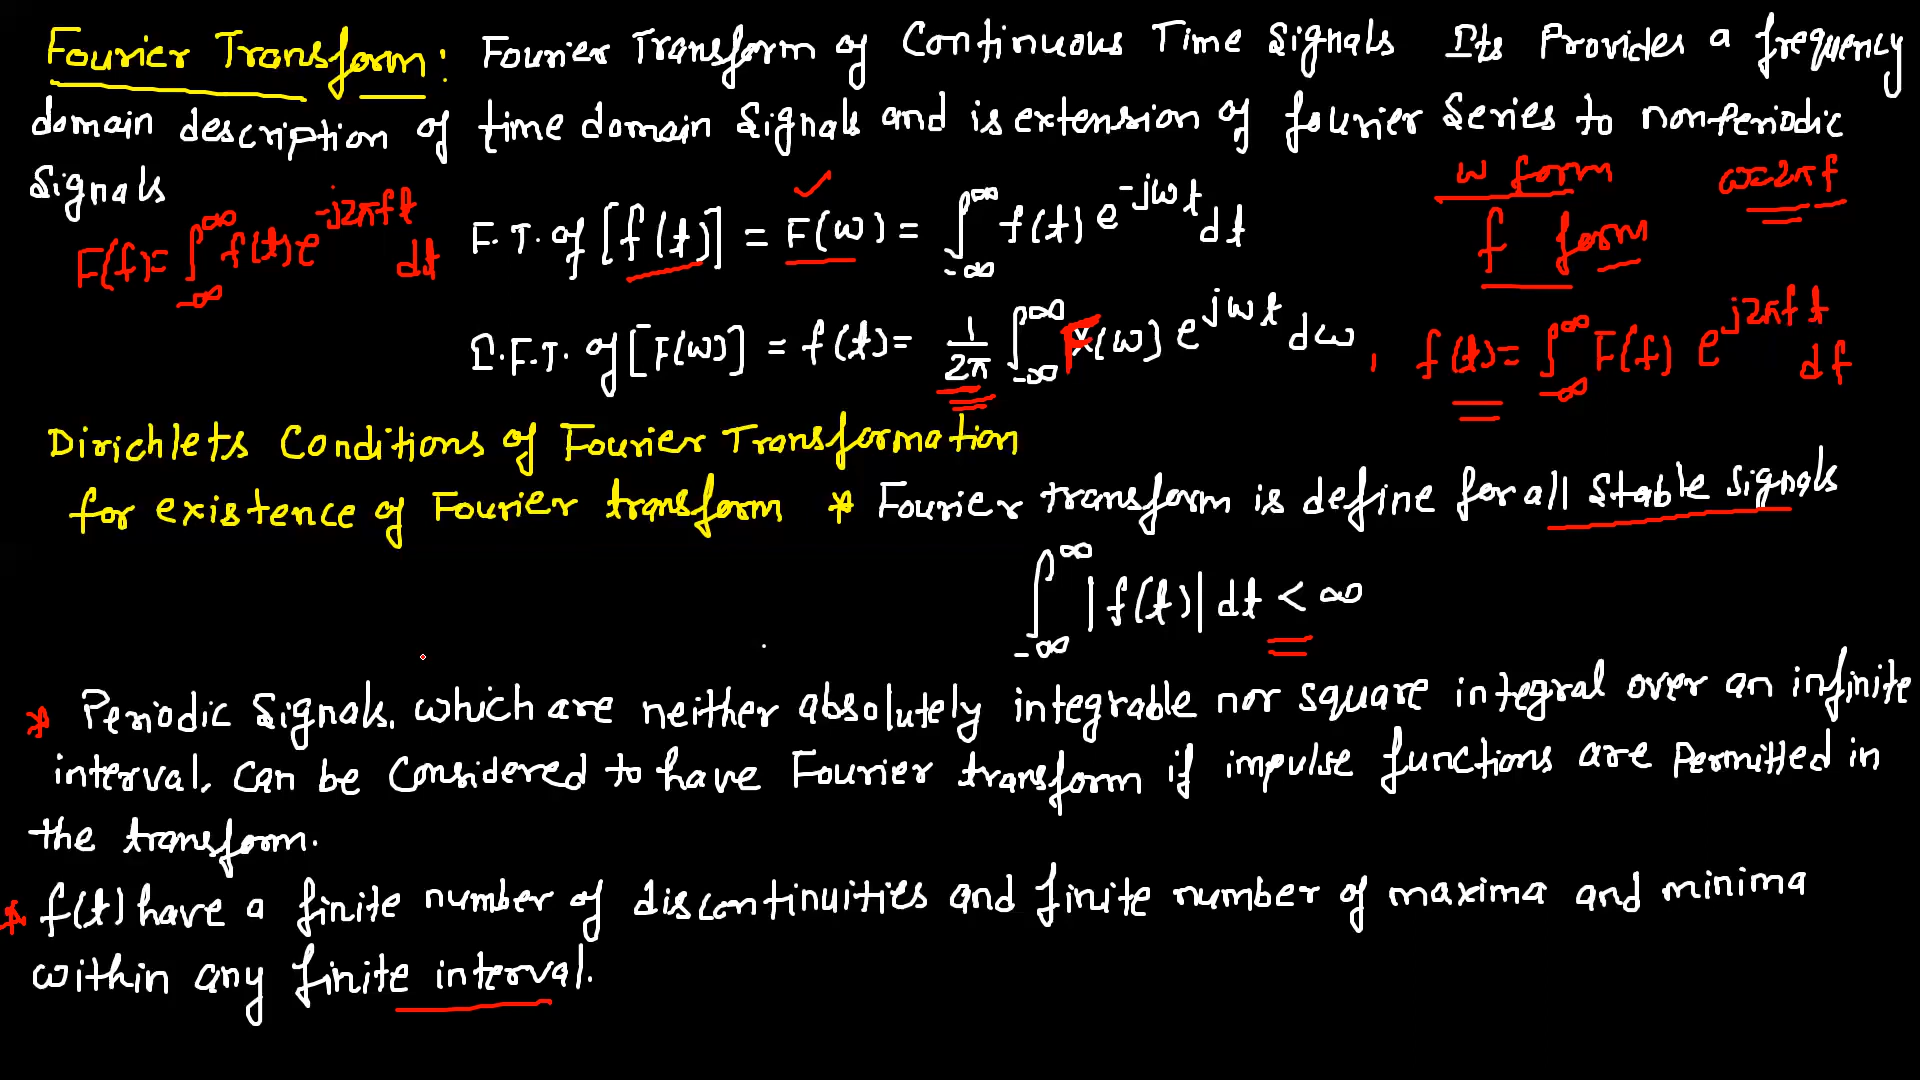 Fourier Transform: Fourier Transform of Continuous Time Signals Its Provides a frequency
domain description of time domain Signals and is extension of fourier Series to nonPeriodic
Signals
w form ω=2πf
f form
F(f)= ∫_{-∞}^{∞} f(t) e^{-j2πft} dt
F.T. of [f(t)] = F(ω) = ∫_{-∞}^{∞} f(t) e^{-jωt} dt
I.F.T. of [F(ω)] = f(t) = 1/2π ∫_{-∞}^{∞} F(ω) e^{jωt} dω , f(t) = ∫_{-∞}^{∞} F(f) e^{j2πft} df
Dirichlets Conditions of Fourier Transformation
for existence of Fourier transform * Fourier transform is define for all Stable Signals
∫_{-∞}^{∞} |f(t)| dt < ∞
* Periodic Signals, which are neither absolutely integrable nor square integral over an infinite
interval, can be considered to have Fourier transform if impulse functions are Permitted in
the transform.
* f(t) have a finite number of discontinuities and finite number of maxima and minima
within any finite interval.